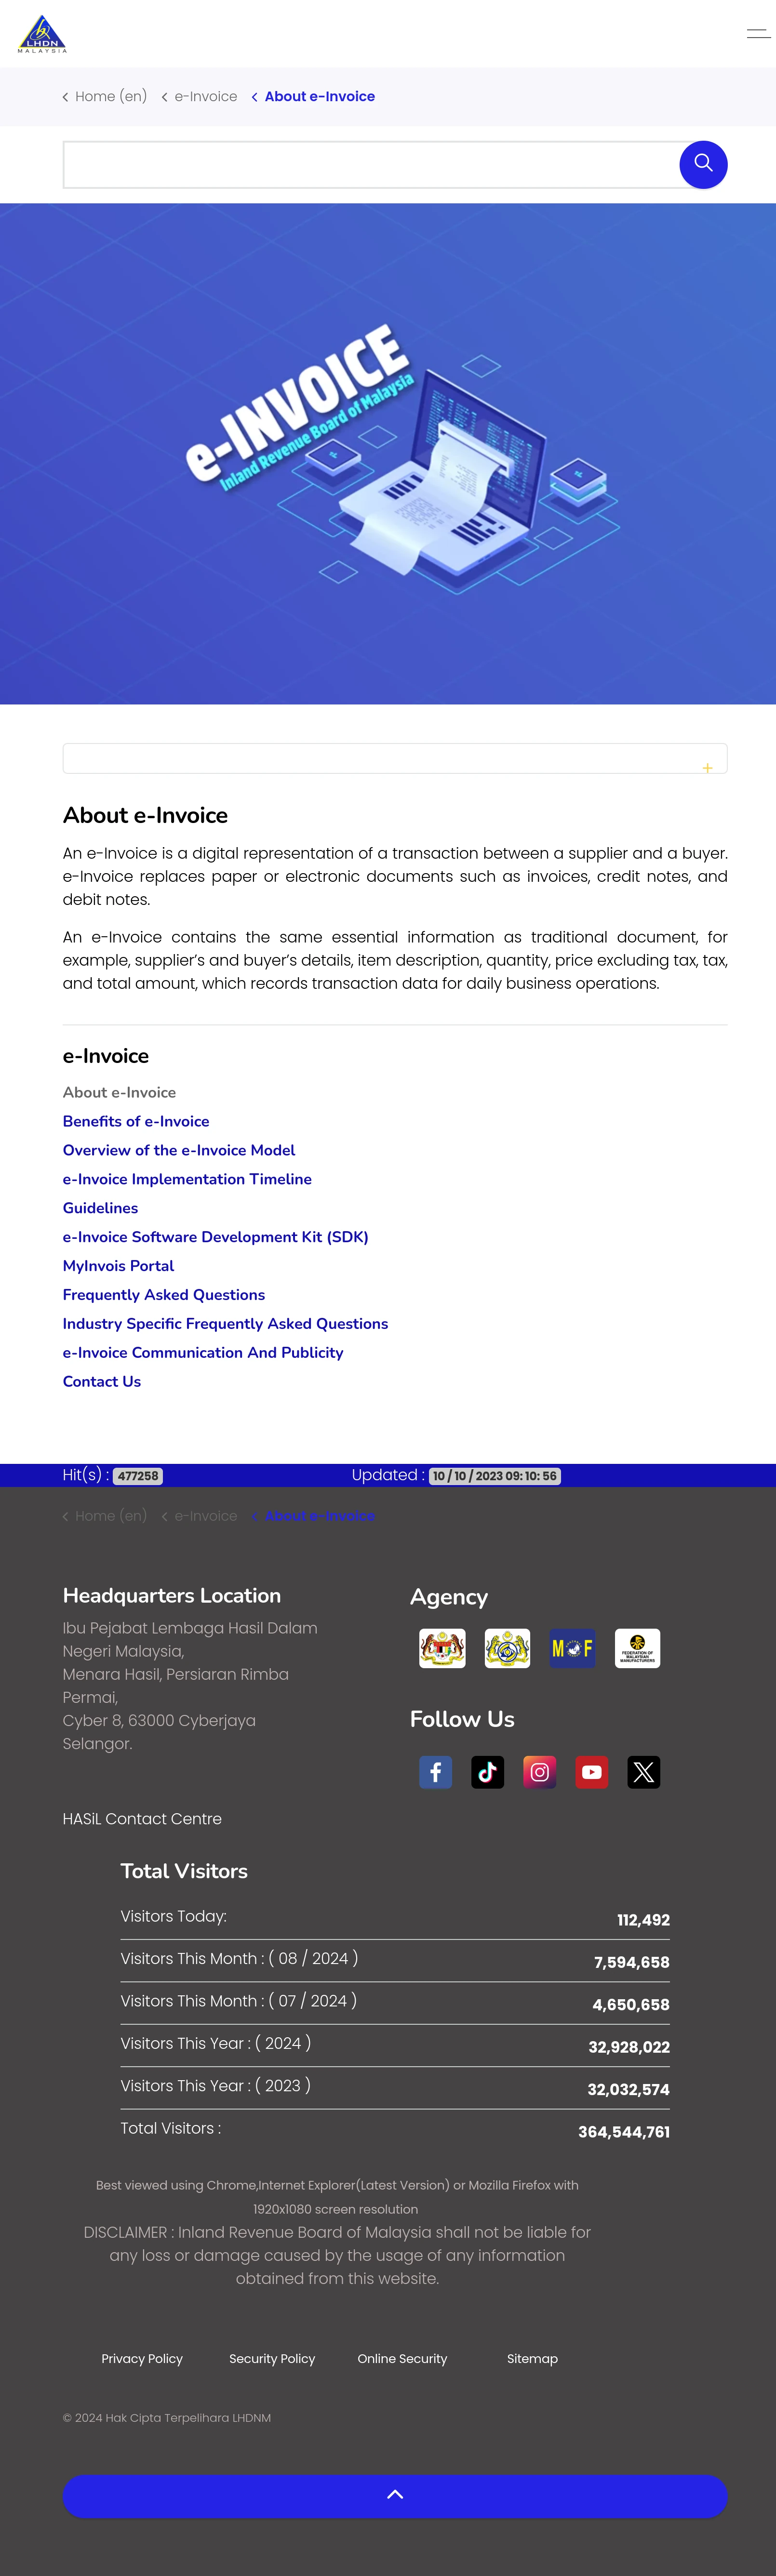 LHDN
MALAYSIA
Home (en) e-Invoice About e-Invoice
e-INVOICE
Inland Revenue Board of Malaysia
+
About e-Invoice
An e-Invoice is a digital representation of a transaction between a supplier and a buyer.
e-Invoice replaces paper or electronic documents such as invoices, credit notes, and
debit notes.
An e-Invoice contains the same essential information as traditional document, for
example, supplier’s and buyer’s details, item description, quantity, price excluding tax, tax,
and total amount, which records transaction data for daily business operations.
e-Invoice
About e-Invoice
Benefits of e-Invoice
Overview of the e-Invoice Model
e-Invoice Implementation Timeline
Guidelines
e-Invoice Software Development Kit (SDK)
MyInvois Portal
Frequently Asked Questions
Industry Specific Frequently Asked Questions
e-Invoice Communication And Publicity
Contact Us
Hit(s) : 477258 Updated : 10 / 10 / 2023 09: 10: 56
Home (en) e-Invoice About e-Invoice
Headquarters Location
Ibu Pejabat Lembaga Hasil Dalam
Negeri Malaysia,
Menara Hasil, Persiaran Rimba
Permai,
Cyber 8, 63000 Cyberjaya
Selangor.
HASiL Contact Centre
Agency
M F
FEDERATION OF
MALAYSIAN
MANUFACTURERS
Follow Us
Total Visitors
Visitors Today: 112,492
Visitors This Month : ( 08 / 2024 ) 7,594,658
Visitors This Month : ( 07 / 2024 ) 4,650,658
Visitors This Year : ( 2024 ) 32,928,022
Visitors This Year : ( 2023 ) 32,032,574
Total Visitors : 364,544,761
Best viewed using Chrome,Internet Explorer(Latest Version) or Mozilla Firefox with
1920x1080 screen resolution
DISCLAIMER : Inland Revenue Board of Malaysia shall not be liable for
any loss or damage caused by the usage of any information
obtained from this website.
Privacy Policy Security Policy Online Security Sitemap
© 2024 Hak Cipta Terpelihara LHDNM